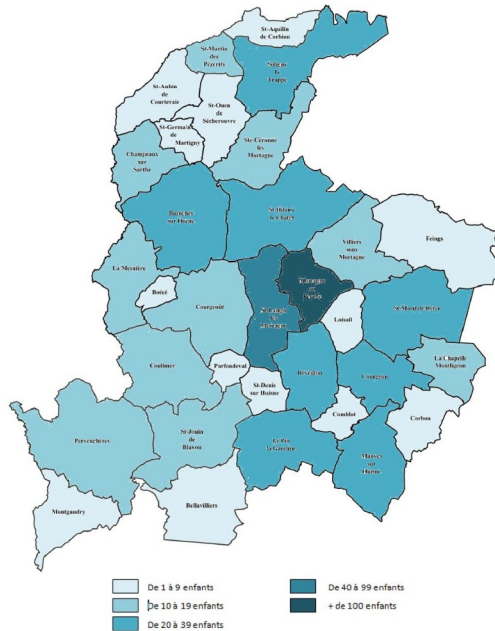 St-Aquilin
de Corbion
St-Martin
des
Pézerits
Soligny
la
Trappe
St-Aubin
de
Courteraie
St-Ouen
de
Sécherouvre
St-Germain
de
Martigny
Ste-Céronne
lès
Mortagne
Champeaux
sur
Sarthe
Bazoches
sur Hoëne
St-Hilaire
le Châtel
Villiers
sous
Mortagne
Feings
La Mesnière
Boëcé
Courgeoût
St-Langis
lès
Mortagne
Mortagne
au
Perche
Loisail
St-Mard de Réno
La Chapelle
Montligeon
Coulimer
Parfondeval
St-Denis
sur Huisne
Réveillon
Courgeon
Comblot
Corbon
Pervenchères
St-Jouin
de
Blavou
Le Pin
la Garenne
Mauves
sur
Huisne
Montgaudry
Bellavilliers
De 1 à 9 enfants
De 10 à 19 enfants
De 20 à 39 enfants
De 40 à 99 enfants
+ de 100 enfants